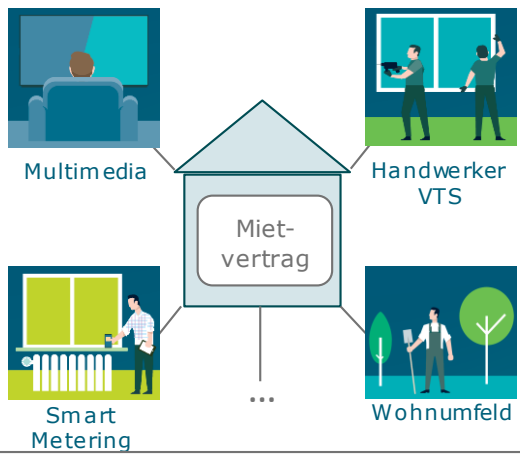 Multimedia
Handwerker
VTS
Miet-
vertrag
Smart
Metering
...
Wohnumfeld